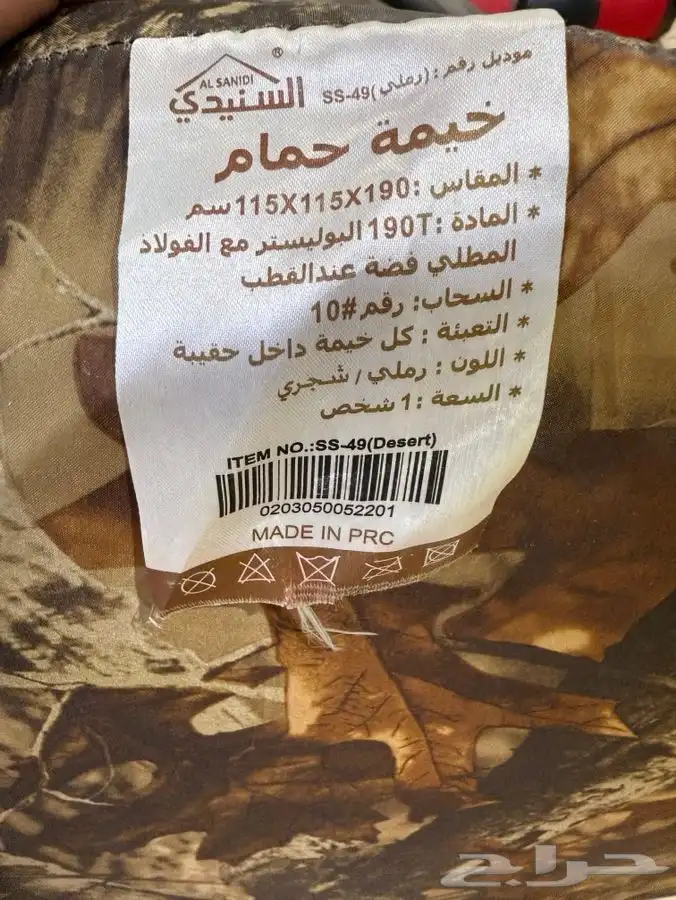 موديل رقم : (رملي) SS-49
®
AL SANIDI
السنيدي
خيمة حمام
* المقاس :115X115X190 سم
* المادة :190T البوليستر مع الفولاذ
المطلي فضة عندالقطب
* السحاب: رقم#10
* التعبئة : كل خيمة داخل حقيبة
* اللون : رملي / شجري
* السعة :1 شخص
ITEM NO.:SS-49(Desert)
0203050052201
MADE IN PRC
حراج